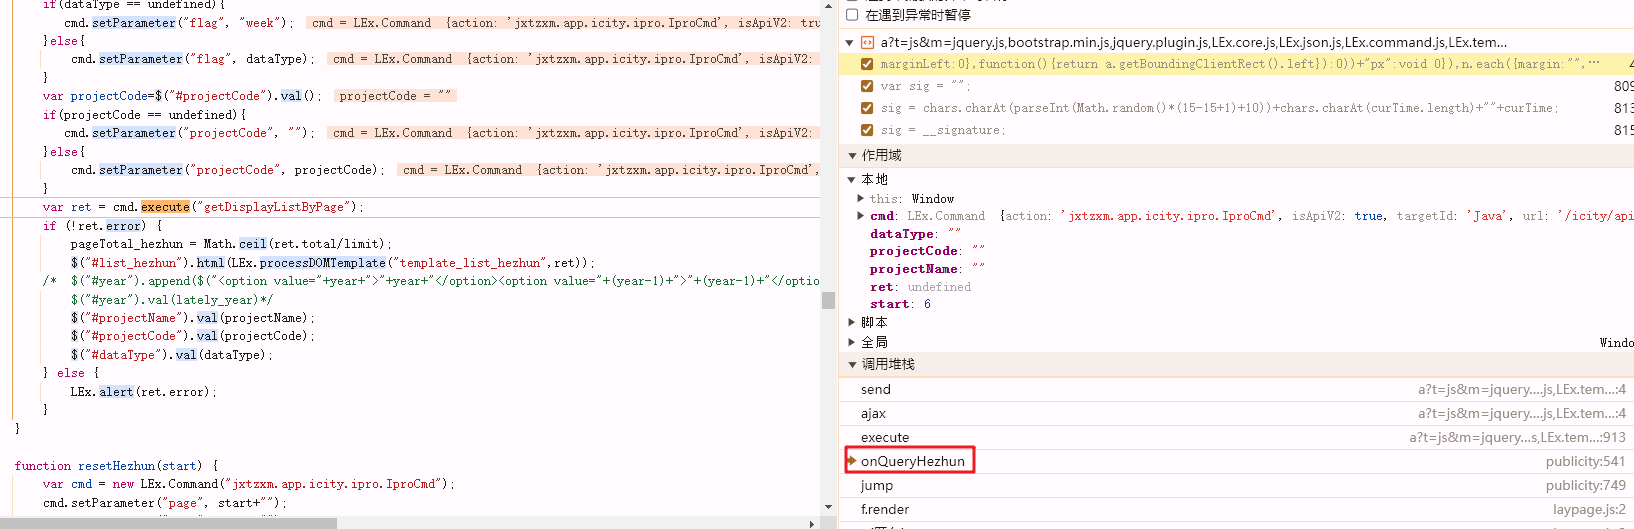 if(dataType == undefined){
cmd.setParameter("flag", "week"); cmd = LEx.Command {action: 'jxtzxm.app.icity.ipro.IproCmd', isApiV2: tru
}else{
cmd.setParameter("flag", dataType); cmd = LEx.Command {action: 'jxtzxm.app.icity.ipro.IproCmd', isApiV2:
}
var projectCode=$("#projectCode").val(); projectCode = ""
if(projectCode == undefined){
cmd.setParameter("projectCode", ""); cmd = LEx.Command {action: 'jxtzxm.app.icity.ipro.IproCmd', isApiV2:
}else{
cmd.setParameter("projectCode", projectCode); cmd = LEx.Command {action: 'jxtzxm.app.icity.ipro.IproCmd',
}
var ret = cmd.execute("getDisplayListByPage");
if (!ret.error) {
pageTotal_hezhun = Math.ceil(ret.total/limit);
$("#list_hezhun").html(LEx.processDOMTemplate("template_list_hezhun",ret));
/* $("#year").append($("<option value="+year+">"+year+"</option><option value="+(year-1)+">"+(year-1)+"</option
$("#year").val(lately_year)*/
$("#projectName").val(projectName);
$("#projectCode").val(projectCode);
$("#dataType").val(dataType);
} else {
LEx.alert(ret.error);
}
}
function resetHezhun(start) {
var cmd = new LEx.Command("jxtzxm.app.icity.ipro.IproCmd");
cmd.setParameter("page", start+"");
在遇到异常时暂停
a?t=js&m=jquery.js,bootstrap.min.js,jquery.plugin.js,LEx.core.js,LEx.json.js,LEx.command.js,LEx.tem...
marginLeft:0},function(){return a.getBoundingClientRect().left}):0))+"px":void 0}),n.each({margin:"",… 4
var sig = ""; 809
sig = chars.charAt(parseInt(Math.random()*(15-15+1)+10))+chars.charAt(curTime.length)+""+curTime; 813
sig = __signature; 815
作用域
本地
this: Window
cmd: LEx.Command {action: 'jxtzxm.app.icity.ipro.IproCmd', isApiV2: true, targetId: 'Java', url: '/icity/api
dataType: ""
projectCode: ""
projectName: ""
ret: undefined
start: 6
脚本
全局 Windo
调用堆栈
send a?t=js&m=jquery....js,LEx.tem...:4
ajax a?t=js&m=jquery....js,LEx.tem...:4
execute a?t=js&m=jquery...s,LEx.tem...:913
onQueryHezhun publicity:541
jump publicity:749
f.render laypage.js:2